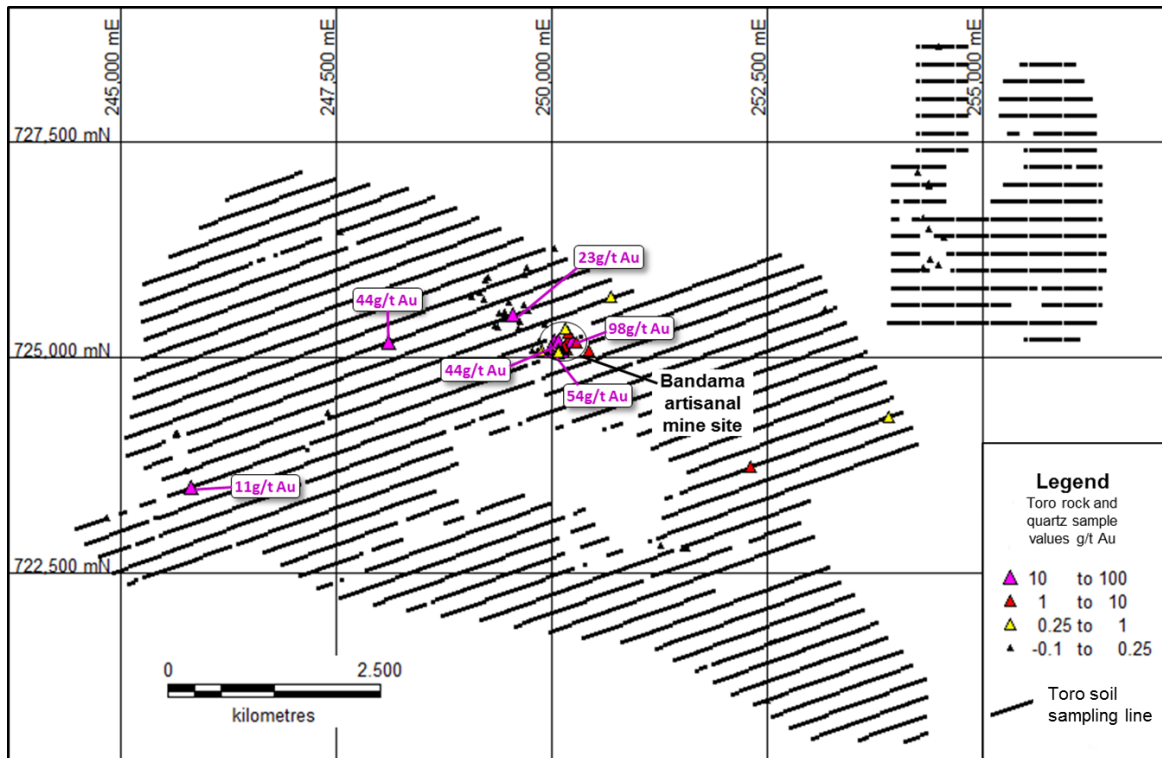 245,000 mE
247,500 mE
250,000 mE
252,500 mE
255,000 mE
727,500 mN
23g/t Au
44g/t Au
98g/t Au
725,000 mN
44g/t Au
54g/t Au
Bandama
artisanal
mine site
11g/t Au
722,500 mN
0 2.500
kilometres
Legend
Toro rock and
quartz sample
values g/t Au
10 to 100
1 to 10
0.25 to 1
-0.1 to 0.25
Toro soil
sampling line